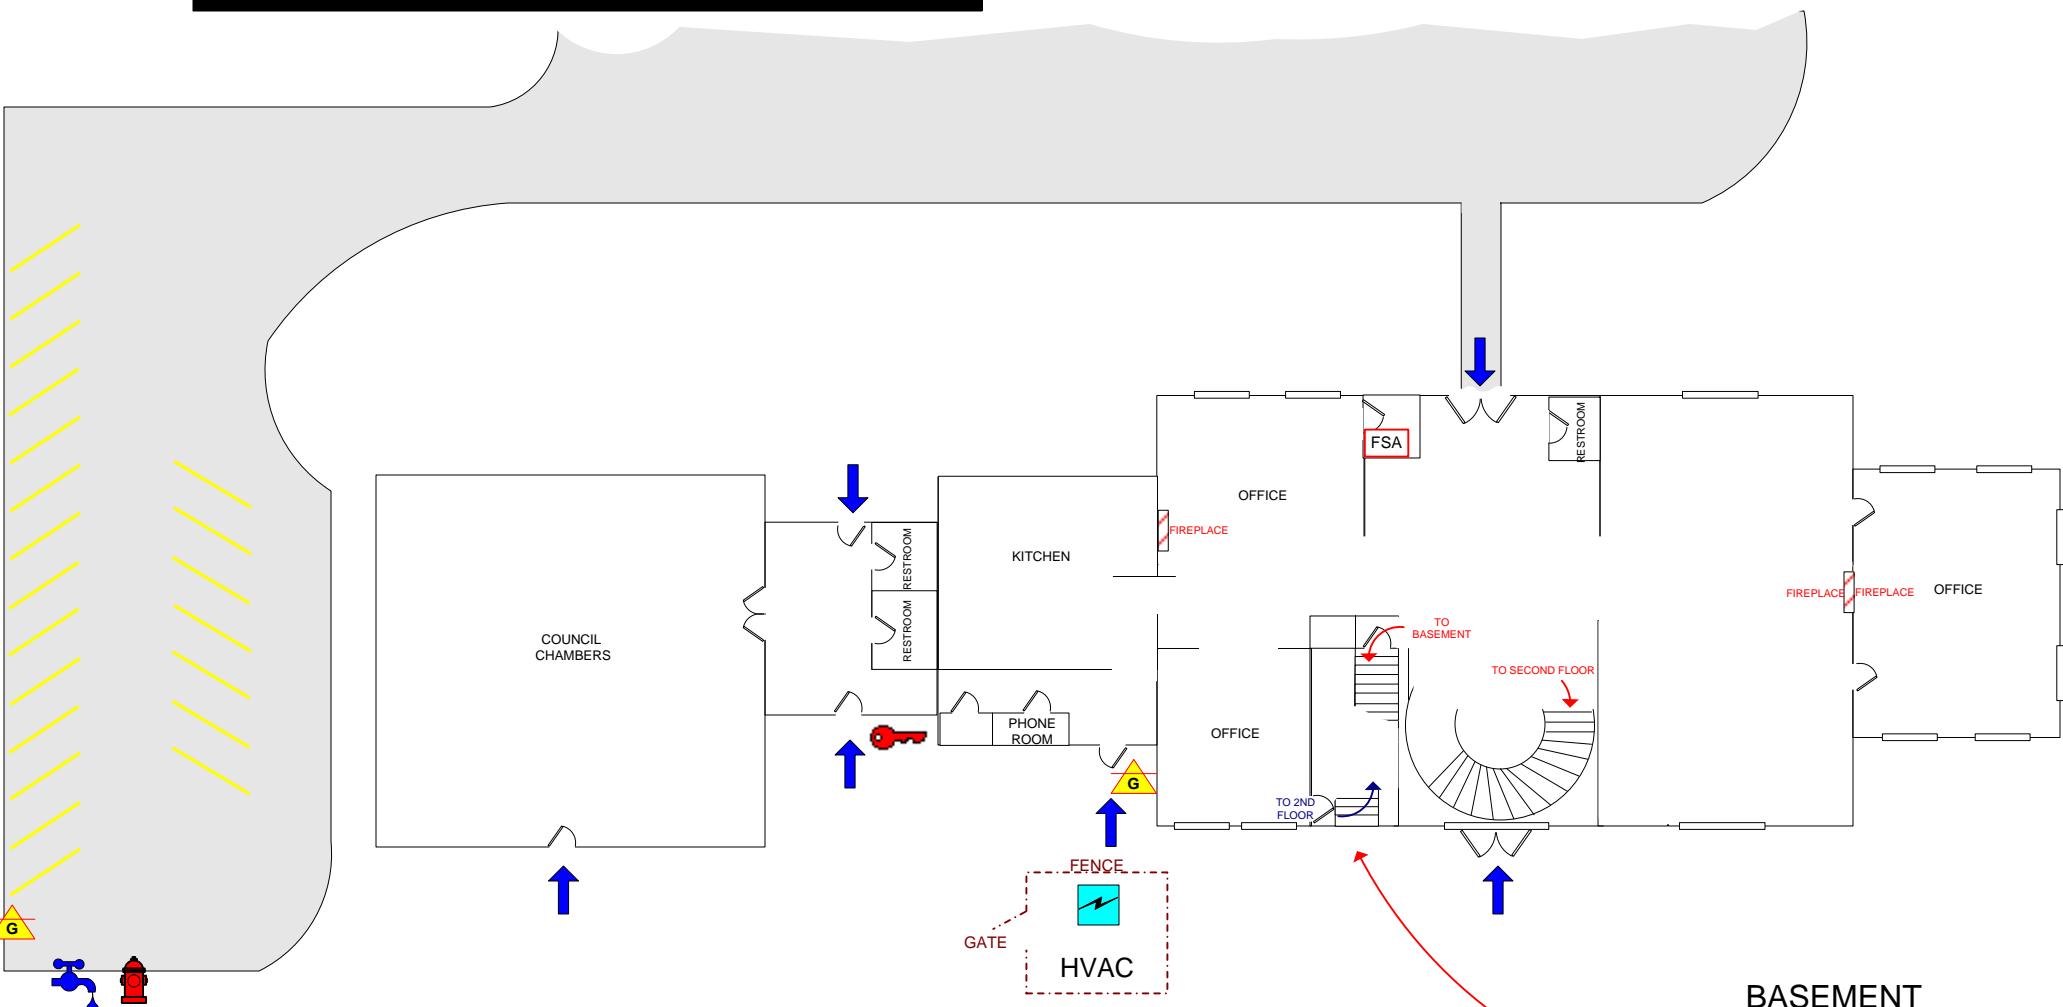 RESTROOM
FSA
OFFICE
FIREPLACE
RESTROOM
KITCHEN
FIREPLACE
FIREPLACE
OFFICE
COUNCIL
CHAMBERS
RESTROOM
TO
BASEMENT
TO SECOND FLOOR
PHONE
ROOM
OFFICE
G
TO 2ND
FLOOR
FENCE
G
GATE
HVAC
BASEMENT